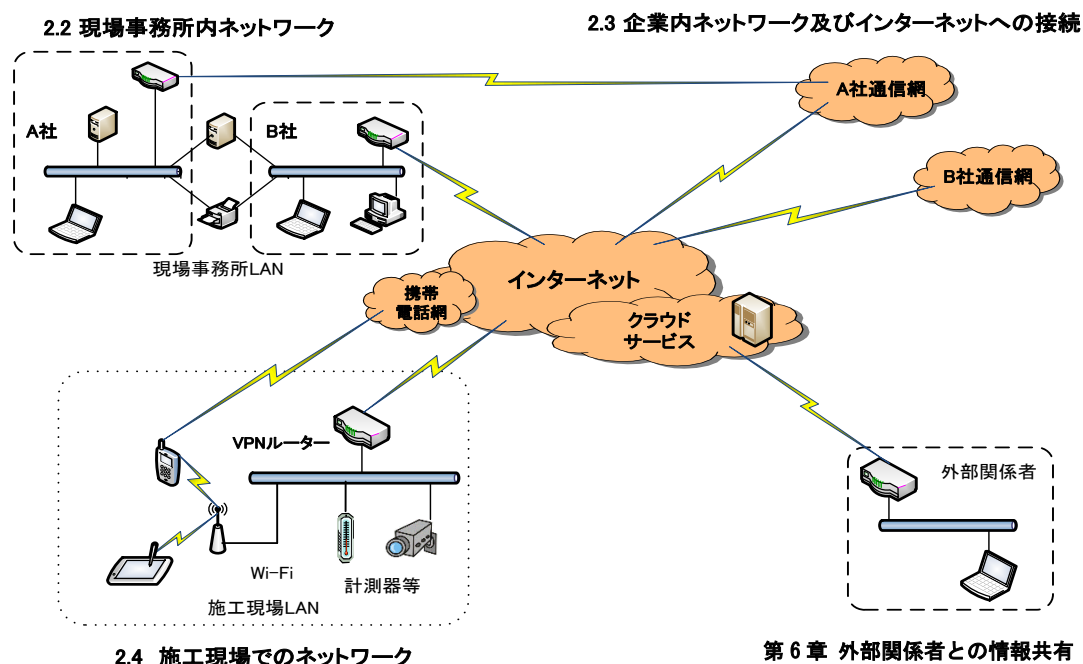 2.2 現場事務所内ネットワーク
2.3 企業内ネットワーク及びインターネットへの接続
A社
B社
現場事務所LAN
A社通信網
B社通信網
インターネット
携帯
電話網
クラウド
サービス
VPNルーター
Wi-Fi
計測器等
施工現場LAN
外部関係者
2.4 施工現場でのネットワーク
第6章 外部関係者との情報共有